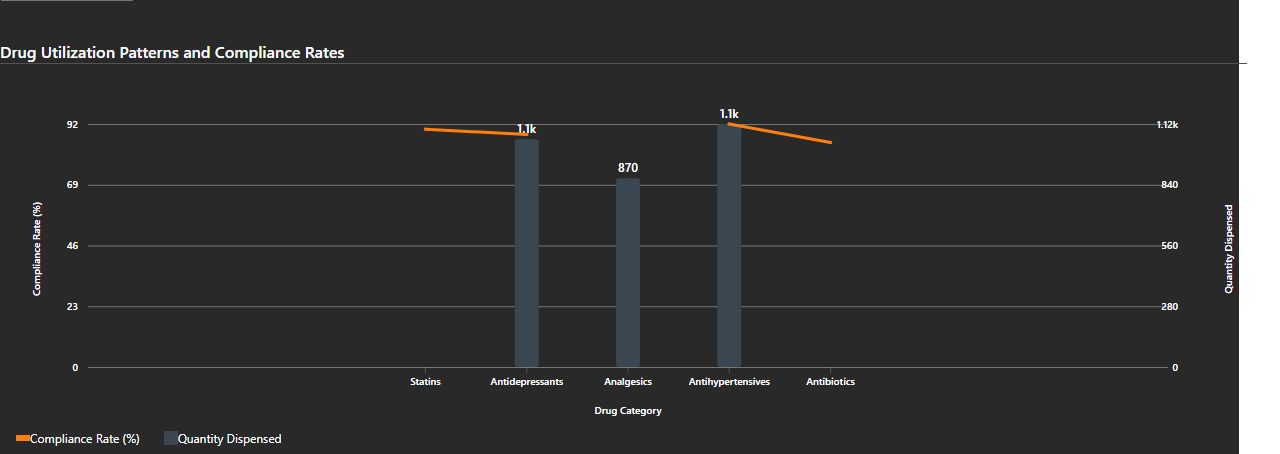 Drug Utilization Patterns and Compliance Rates
92
69
46
23
0
Compliance Rate (%)
1.1k
870
1.1k
1.12k
840
560
280
0
Quantity Dispensed
Statins Antidepressants Analgesics Antihypertensives Antibiotics
Drug Category
Compliance Rate (%) Quantity Dispensed